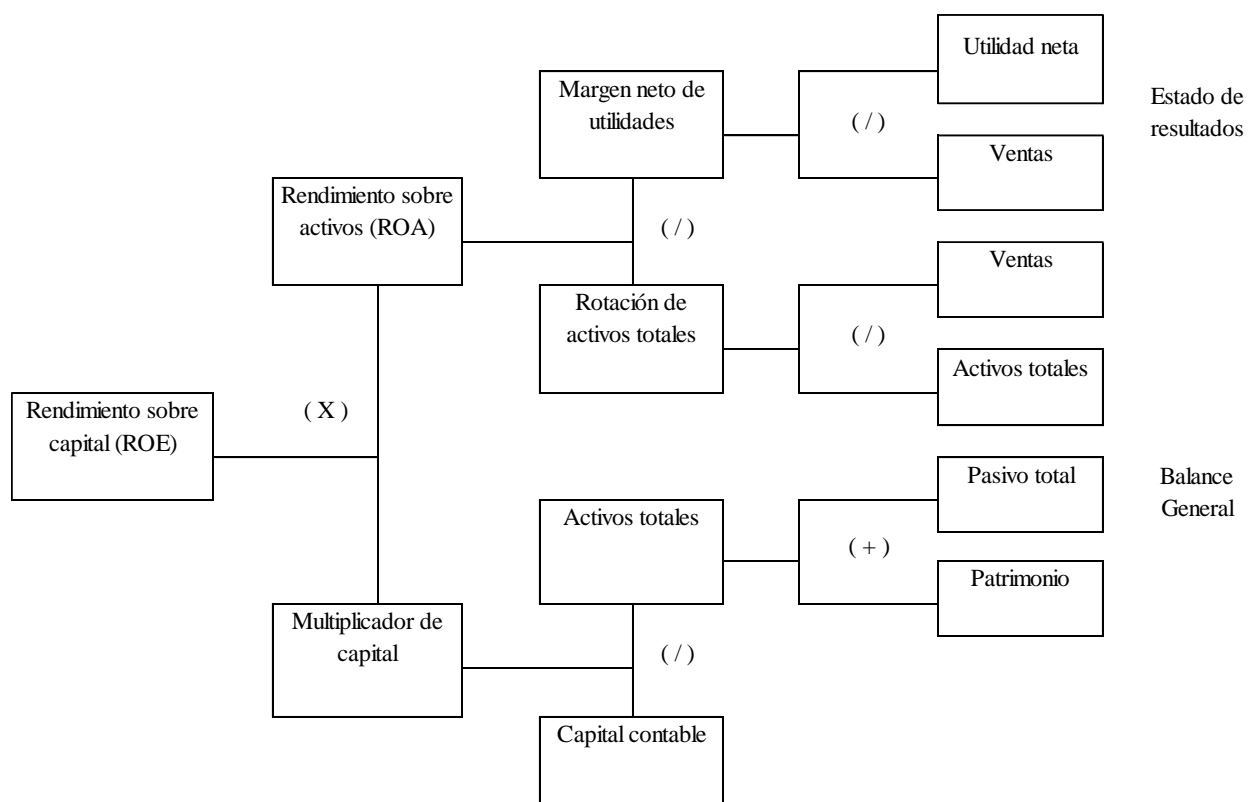 Utilidad neta
Margen neto de
utilidades
Estado de
resultados
( / )
Ventas
Rendimiento sobre
activos (ROA)
( / )
Ventas
Rotación de
activos totales
( / )
Activos totales
Rendimiento sobre
capital (ROE)
( X )
Pasivo total
Balance
General
Activos totales
( + )
Patrimonio
Multiplicador de
capital
( / )
Capital contable